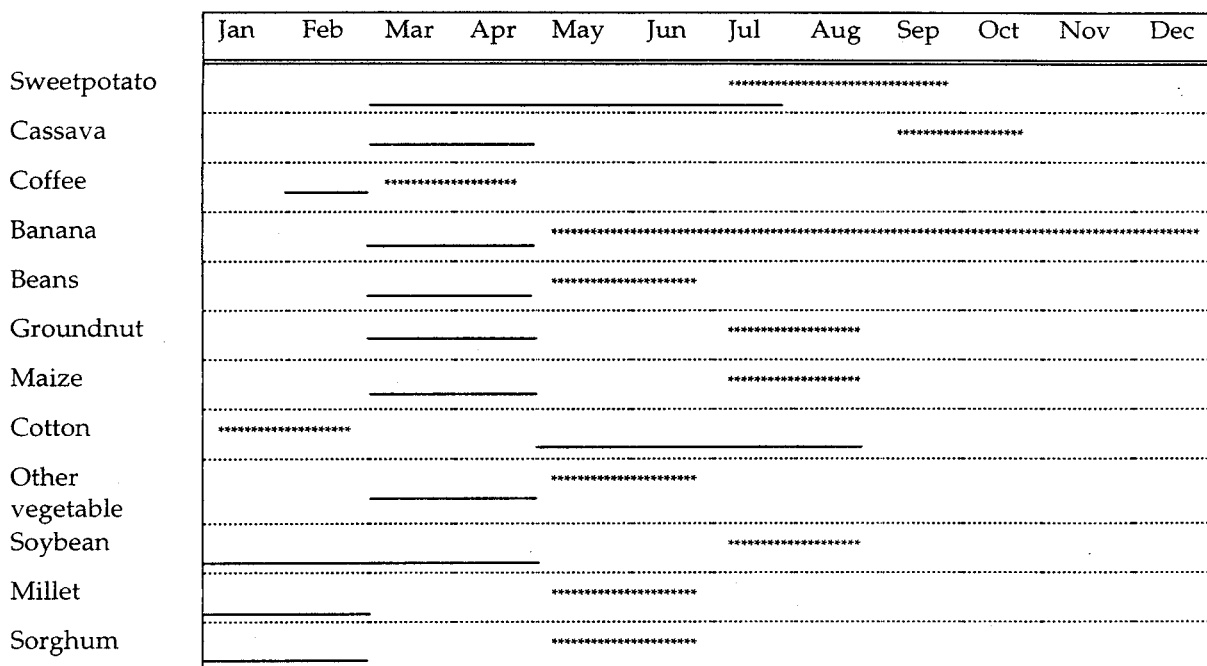 Jan Feb Mar Apr May Jun Jul Aug Sep Oct Nov Dec
Sweetpotato
Cassava
Coffee
Banana
Beans
Groundnut
Maize
Cotton
Other
vegetable
Soybean
Millet
Sorghum